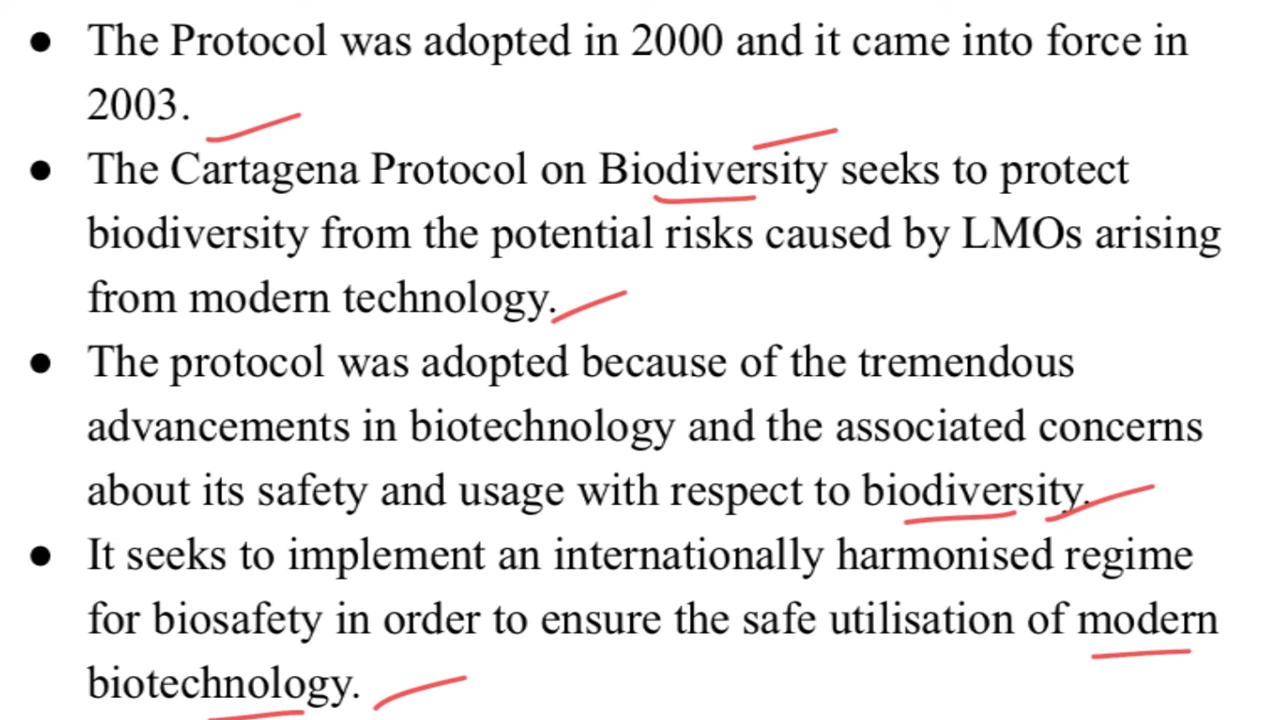 ● The Protocol was adopted in 2000 and it came into force in
2003.
● The Cartagena Protocol on Biodiversity seeks to protect
biodiversity from the potential risks caused by LMOs arising
from modern technology.
● The protocol was adopted because of the tremendous
advancements in biotechnology and the associated concerns
about its safety and usage with respect to biodiversity.
● It seeks to implement an internationally harmonised regime
for biosafety in order to ensure the safe utilisation of modern
biotechnology.